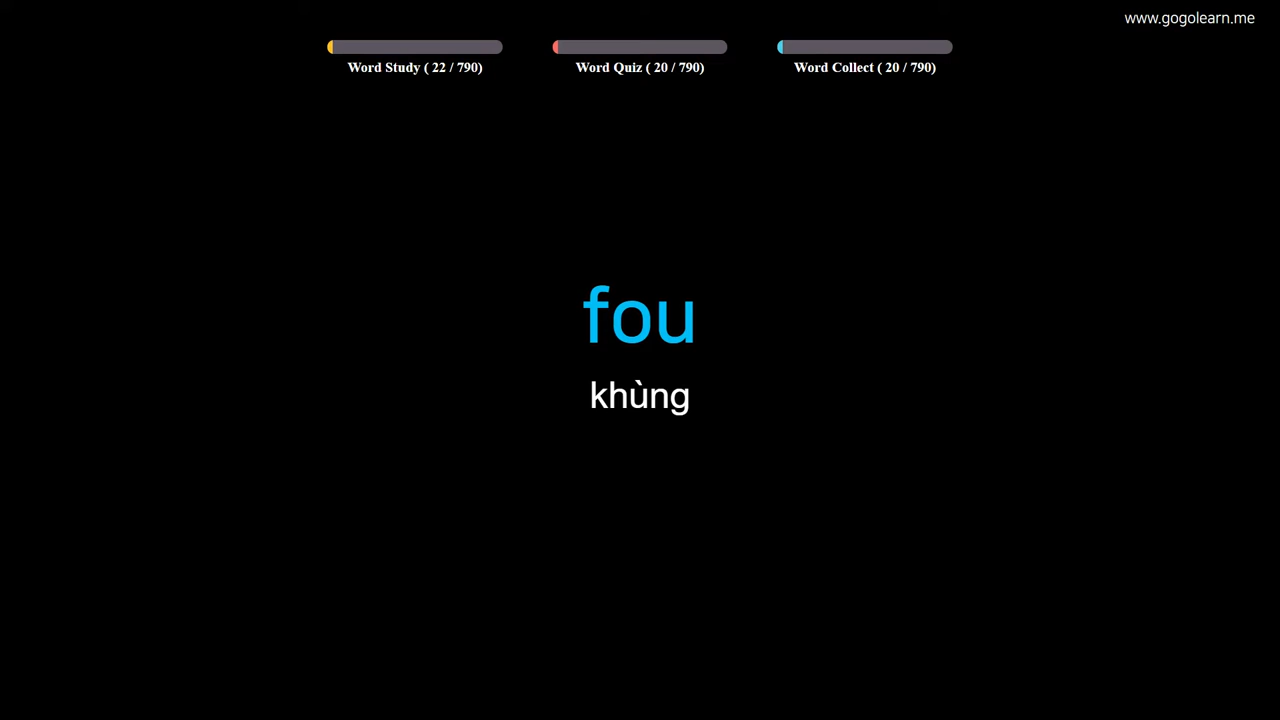 www.gogolearn.me
Word Study ( 22 / 790)
Word Quiz ( 20 / 790)
Word Collect ( 20 / 790)
fou
khùng